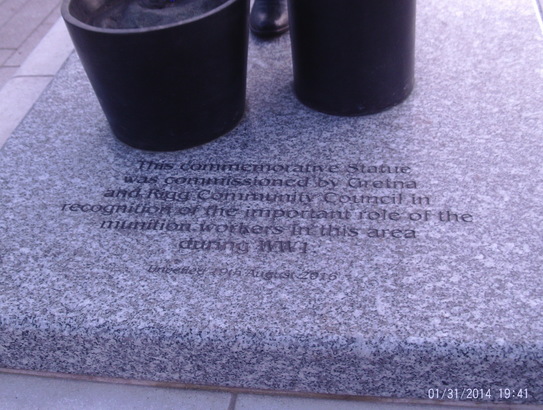 This commemorative Statue
was commissioned by Gretna
and Rigg Community Council in
recognition of the important role of the
munition workers in this area
during WW1.
Unveiled August 2016
01/31/2014 19:41